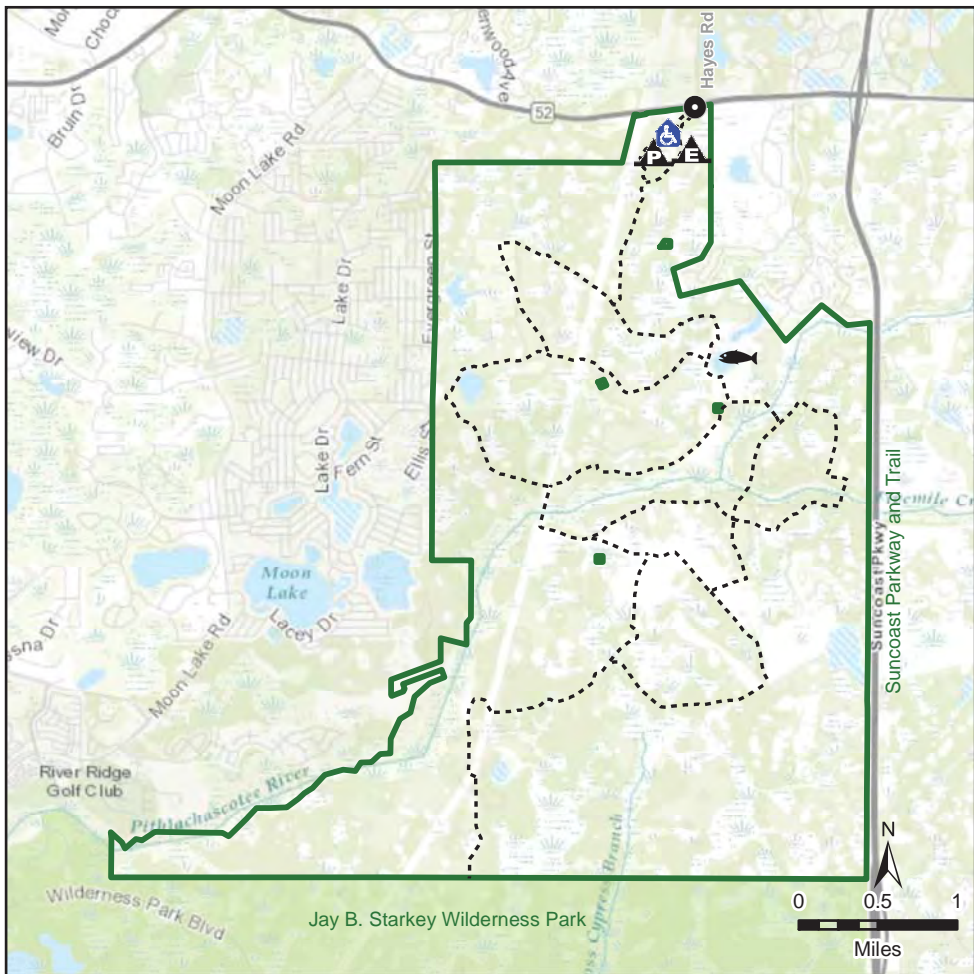 Hayes Rd
52
Bruin Dr
Moon Lake Rd
P
E
Lake Dr
Evergreen St
Lake Dr
Fern St
Suncoast Parkway and Trail
Suncoast Pkwy
Moon
Lake
Lacey Dr
Moon Lake Rd
River Ridge
Golf Club
Pithlachascotee River
N
Wilderness Park Blvd
Jay B. Starkey Wilderness Park
0 0.5 1
Miles